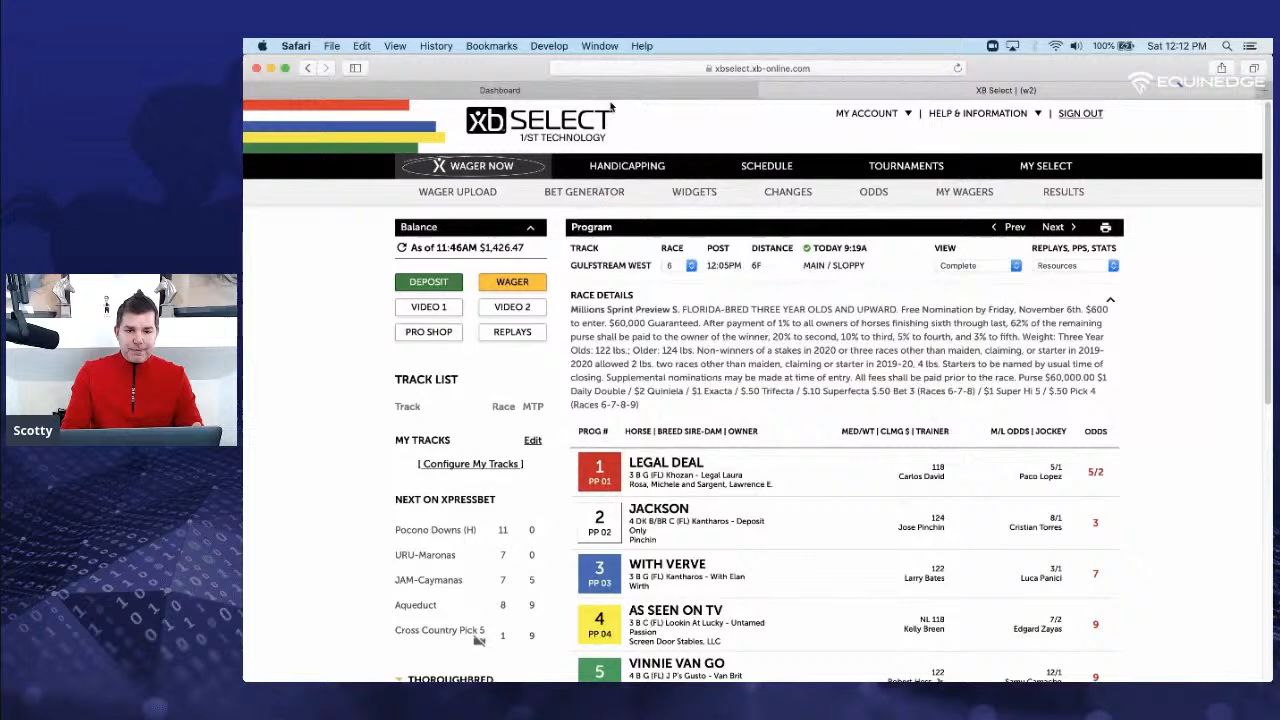 Safari File Edit View History Bookmarks Develop Window Help
100% Sat 12:12 PM
xbselect.xb-online.com
EQUINEDGE
Dashboard
XB Select | (w2)
xb SELECT
1/ST TECHNOLOGY
MY ACCOUNT | HELP & INFORMATION | SIGN OUT
X WAGER NOW HANDICAPPING SCHEDULE TOURNAMENTS MY SELECT
WAGER UPLOAD BET GENERATOR WIDGETS CHANGES ODDS MY WAGERS RESULTS
Balance
As of 11:46AM $1,426.47
DEPOSIT WAGER
VIDEO 1 VIDEO 2
PRO SHOP REPLAYS
TRACK LIST
Track Race MTP
MY TRACKS Edit
[ Configure My Tracks ]
NEXT ON XPRESSBET
Pocono Downs (H) 11 0
URU-Maronas 7 0
JAM-Caymanas 7 5
Aqueduct 8 9
Cross Country Pick 5 1 9
THOROUGHBRED
Program Prev Next
TRACK RACE POST DISTANCE TODAY 9:19A VIEW REPLAYS, PPS, STATS
GULFSTREAM WEST 6 12:05PM 6F MAIN / SLOPPY Complete Resources
RACE DETAILS
Millions Sprint Preview S. FLORIDA-BRED THREE YEAR OLDS AND UPWARD. Free Nomination by Friday, November 6th. $600
to enter. $60,000 Guaranteed. After payment of 1% to all owners of horses finishing sixth through last, 62% of the remaining
purse shall be paid to the owner of the winner, 20% to second, 10% to third, 5% to fourth, and 3% to fifth. Weight: Three Year
Olds: 122 lbs.; Older: 124 lbs. Non-winners of a stakes in 2020 or three races other than maiden, claiming, or starter in 2019-
2020 allowed 2 lbs. two races other than maiden, claiming or starter in 2019-20, 4 lbs. Starters to be named by usual time of
closing. Supplemental nominations may be made at time of entry. All fees shall be paid prior to the race. Purse $60,000.00 $1
Daily Double / $2 Quiniela / $1 Exacta / $.50 Trifecta / $.10 Superfecta $.50 Bet 3 (Races 6-7-8) / $1 Super Hi 5 / $.50 Pick 4
(Races 6-7-8-9)
PROG # HORSE | BREED SIRE-DAM | OWNER MED/WT | CLMG $ | TRAINER M/L ODDS | JOCKEY ODDS
1 PP 01
LEGAL DEAL
3 B G (FL) Khozan - Legal Laura
Rosa, Michele and Sargent, Lawrence E.
118
Carlos David
5/1
Paco Lopez
5/2
2 PP 02
JACKSON
4 DK B/BR C (FL) Kantharos - Deposit
Only
Pinchin
124
Jose Pinchin
8/1
Cristian Torres
3
3 PP 03
WITH VERVE
3 B G (FL) Kantharos - With Elan
Wirth
122
Larry Bates
3/1
Luca Panici
7
4 PP 04
AS SEEN ON TV
3 B C (FL) Lookin At Lucky - Untamed
Passion
Screen Door Stables, LLC
NL 118
Kelly Breen
7/2
Edgard Zayas
9
5
VINNIE VAN GO
4 B G (FL) J P's Gusto - Van Brit
122
Robert Hess, Jr.
12/1
Samy Camacho
9
Scotty